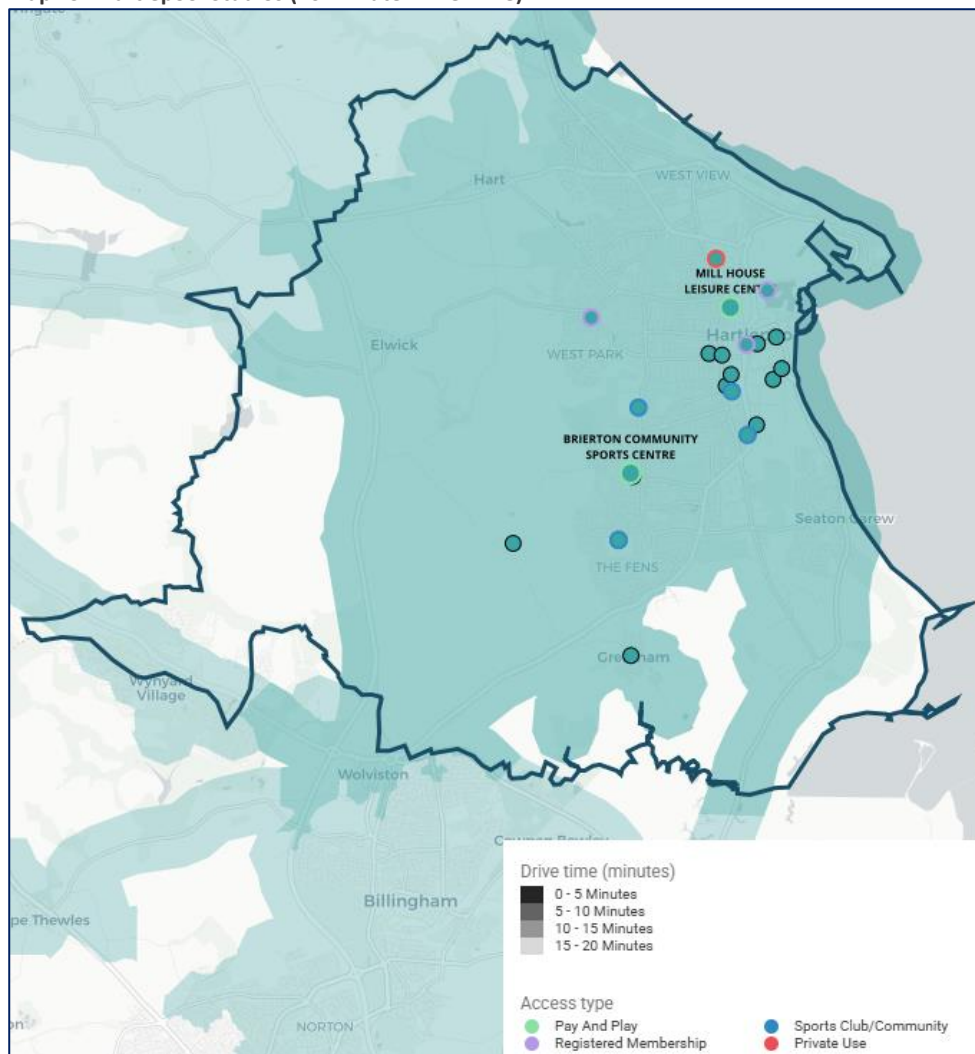 Hart
WEST VIEW
MILL HOUSE
LEISURE CENT
Elwick
WEST PARK
BRIERTON COMMUNITY
SPORTS CENTRE
Seaton Carew
THE FENS
Wynyard
Village
Wolviston
Billingham
NORTON
Drive time (minutes)
0 - 5 Minutes
5 - 10 Minutes
10 - 15 Minutes
15 - 20 Minutes
Access type
Pay And Play
Sports Club/Community
Registered Membership
Private Use